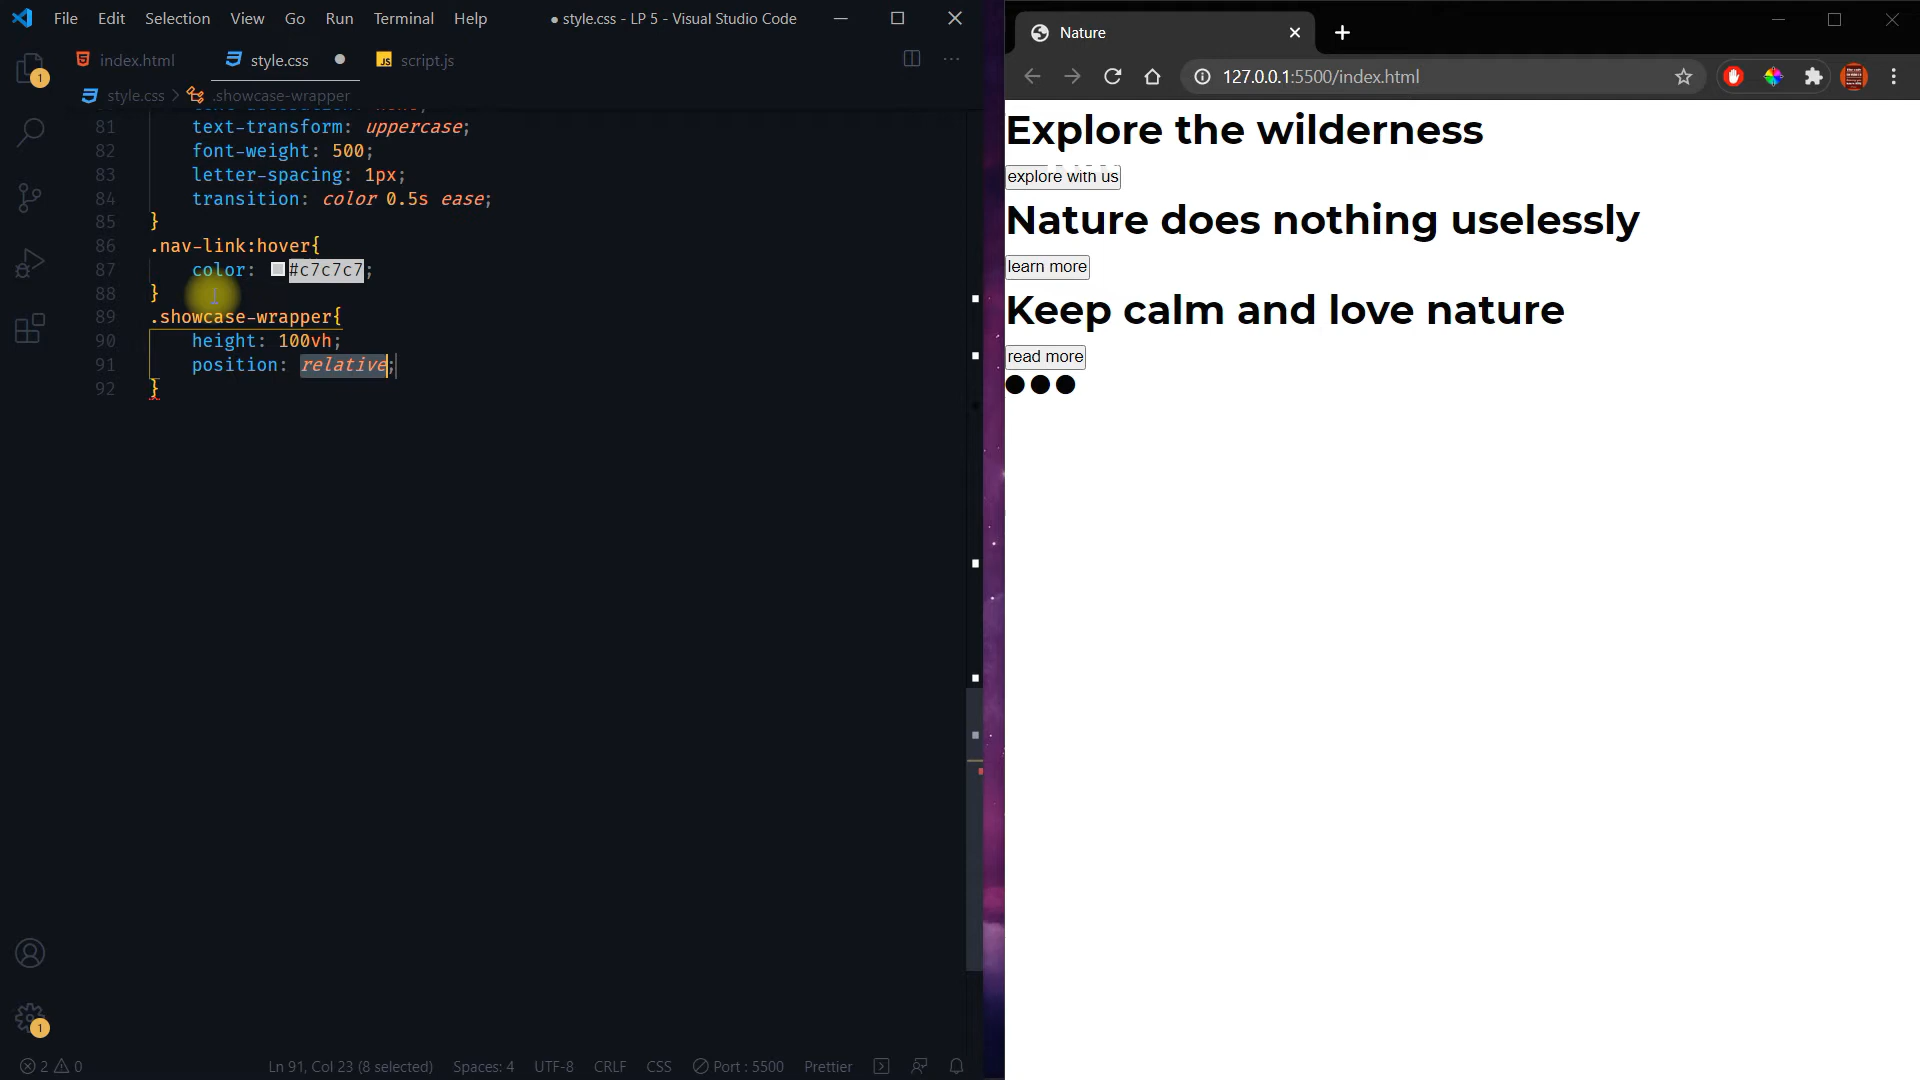 File Edit Selection View Go Run Terminal Help
● style.css - LP 5 - Visual Studio Code
index.html
style.css ●
JS script.js
style.css > .showcase-wrapper
81 text-transform: uppercase;
82 font-weight: 500;
83 letter-spacing: 1px;
84 transition: color 0.5s ease;
85 }
86 .nav-link:hover{
87 color: #c7c7c7;
88 }
89 .showcase-wrapper{
90 height: 100vh;
91 position: relative;
92 }
1
1
2 0 Ln 91, Col 23 (8 selected) Spaces: 4 UTF-8 CRLF CSS Port : 5500 Prettier
Nature
127.0.0.1:5500/index.html
Explore the wilderness
explore with us
Nature does nothing uselessly
learn more
Keep calm and love nature
read more